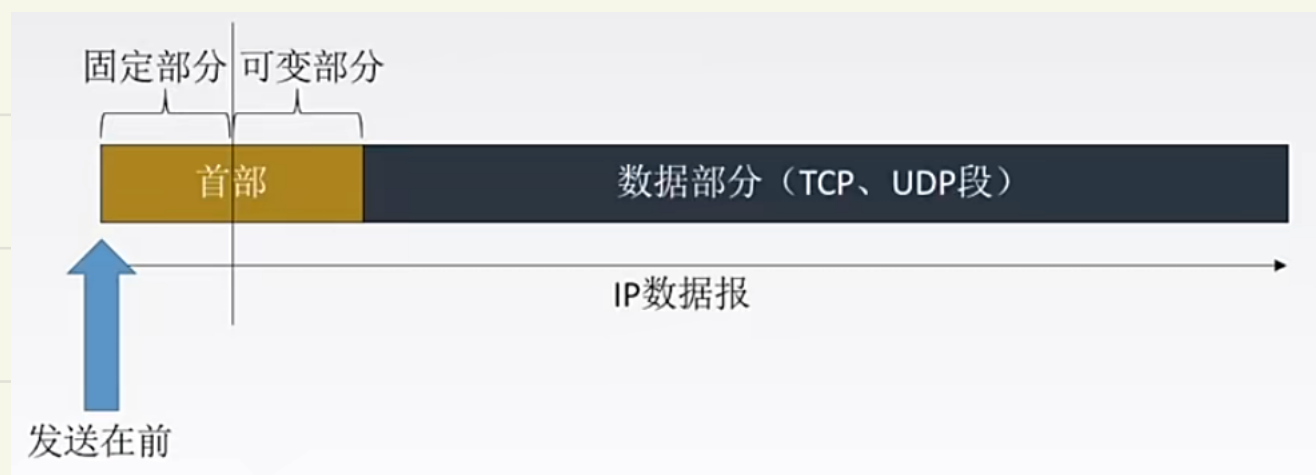 固定部分 可变部分
首部 数据部分（TCP、UDP段）
IP数据报
发送在前